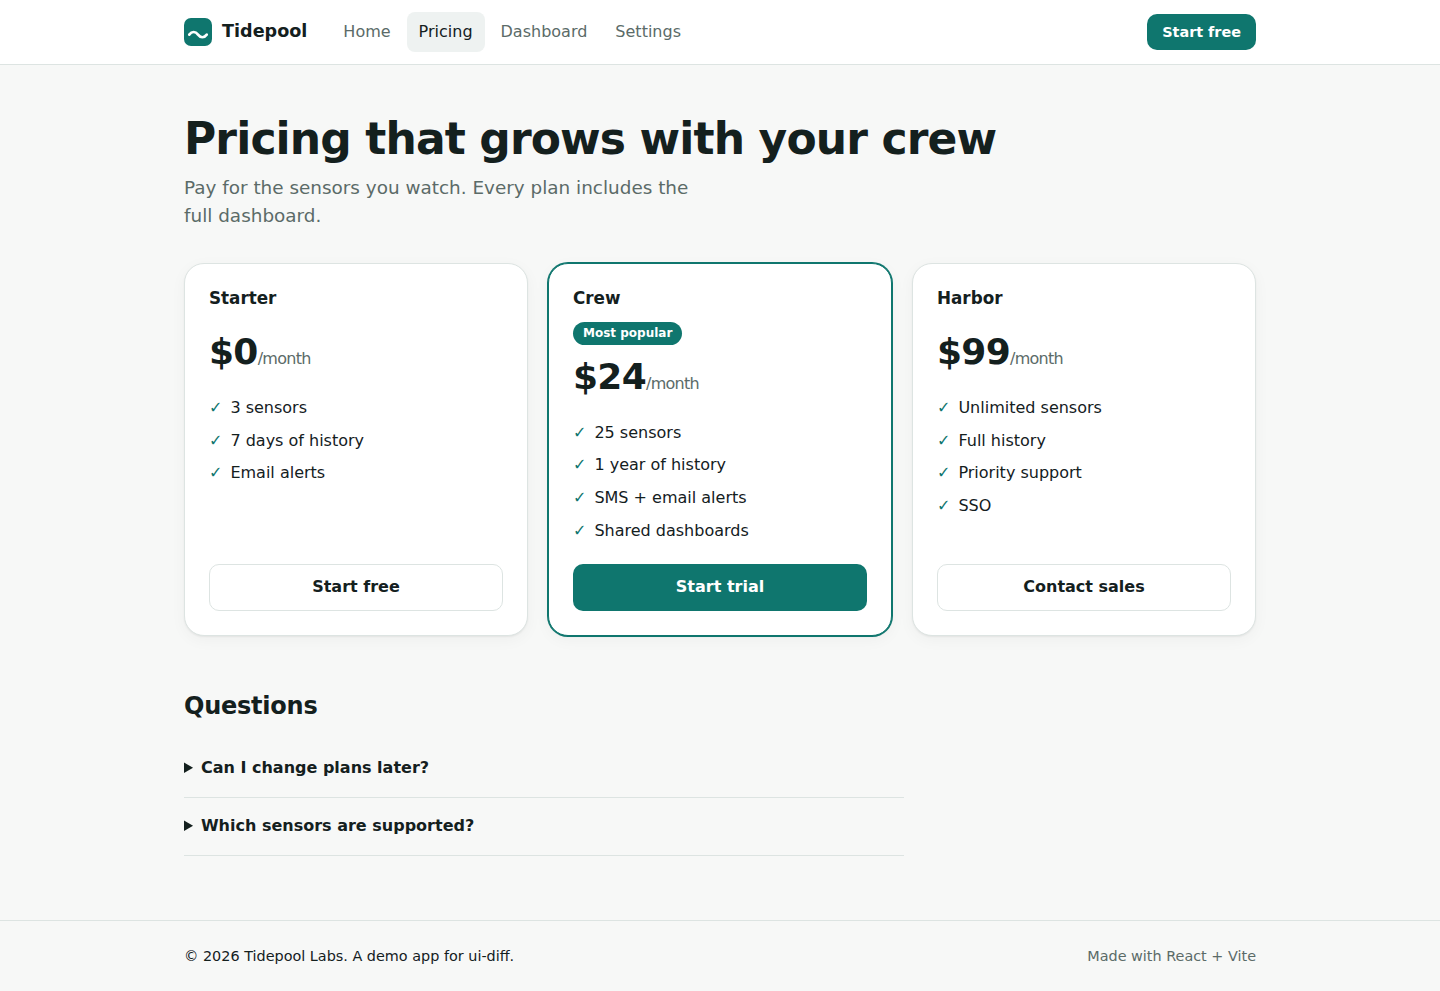 Tidepool
Home
Pricing
Dashboard
Settings
Start free
Pricing that grows with your crew
Pay for the sensors you watch. Every plan includes the
full dashboard.
Starter
$0/month
✓ 3 sensors
✓ 7 days of history
✓ Email alerts
Start free
Crew
Most popular
$24/month
✓ 25 sensors
✓ 1 year of history
✓ SMS + email alerts
✓ Shared dashboards
Start trial
Harbor
$99/month
✓ Unlimited sensors
✓ Full history
✓ Priority support
✓ SSO
Contact sales
Questions
Can I change plans later?
Which sensors are supported?
© 2026 Tidepool Labs. A demo app for ui-diff.
Made with React + Vite